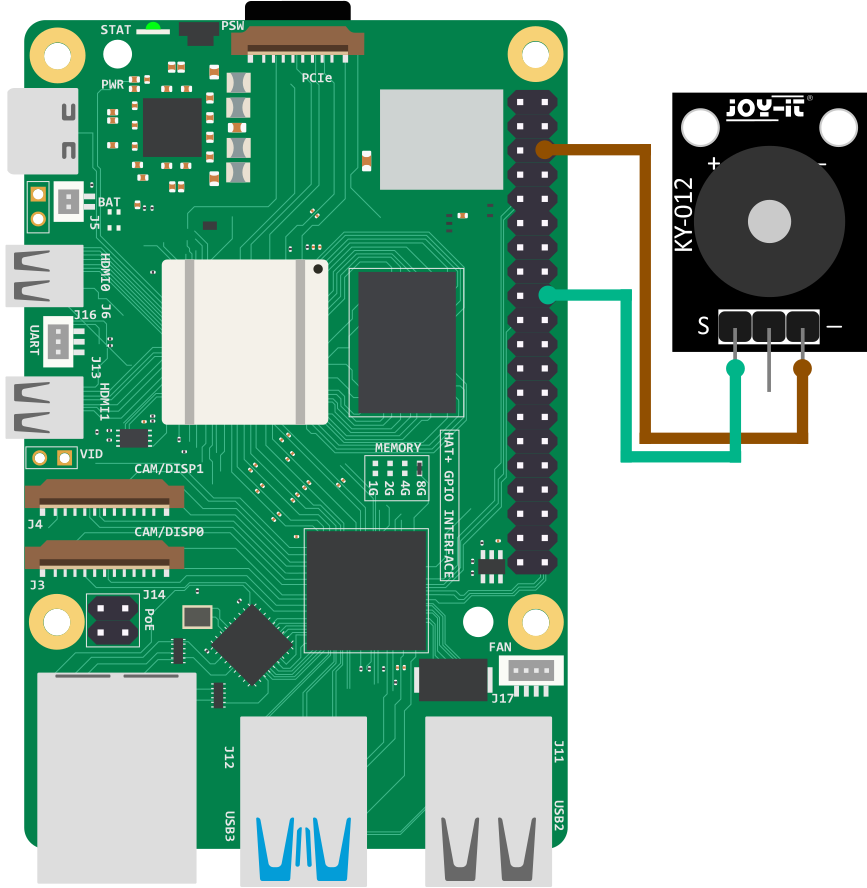 STAT
PSW
PCIe
PWR
BAT
J5
HDMI0
J6
J16
UART
J13
HDMI1
VID
CAM/DISP1
J4
CAM/DISP0
J3
J14
PoE
MEMORY
1G
2G
4G
8G
HAT+ GPIO INTERFACE
FAN
J17
J12
USB3
J11
USB2
JOY-iT®
+ –
KY-012
S –